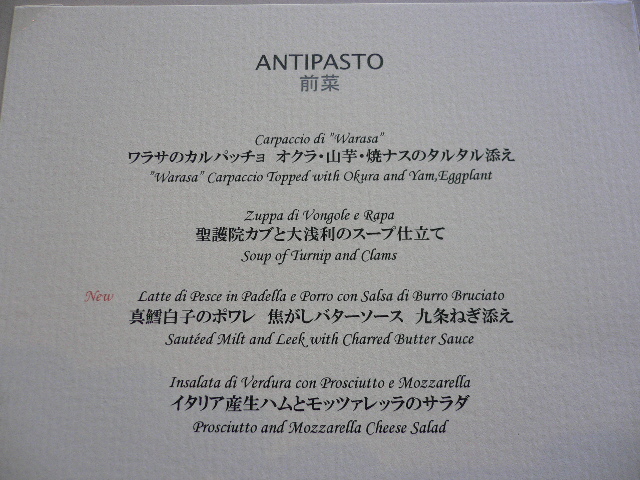 ANTIPASTO
前菜
Carpaccio di "Warasa"
ワラサのカルパッチョ オクラ・山芋・焼ナスのタルタル添え
"Warasa" Carpaccio Topped with Okura and Yam,Eggplant
Zuppa di Vongole e Rapa
聖護院カブと大浅利のスープ仕立て
Soup of Turnip and Clams
New Latte di Pesce in Padella e Porro con Salsa di Burro Bruciato
真鱈白子のポワレ 焦がしバターソース 九条ねぎ添え
Sautéed Milt and Leek with Charred Butter Sauce
Insalata di Verdura con Prosciutto e Mozzarella
イタリア産生ハムとモッツァレッラのサラダ
Prosciutto and Mozzarella Cheese Salad